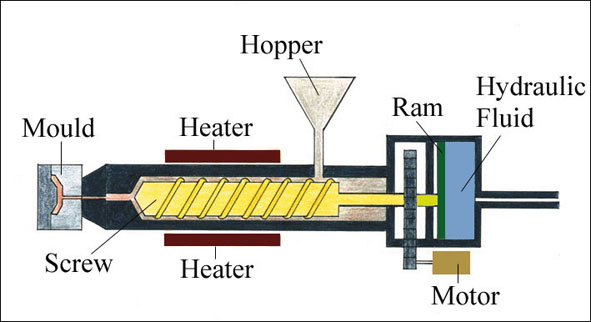 Hopper
Hydraulic
Fluid
Ram
Heater
Mould
Screw
Heater
Motor